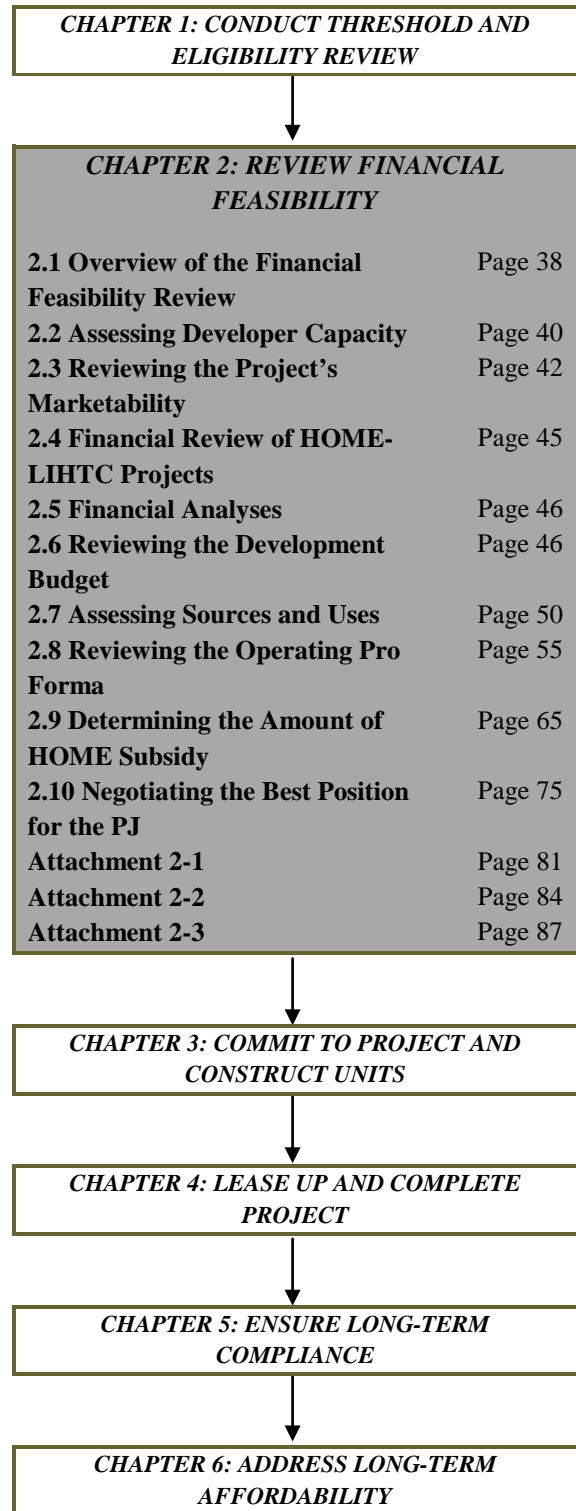 CHAPTER 1: CONDUCT THRESHOLD AND
ELIGIBILITY REVIEW
CHAPTER 2: REVIEW FINANCIAL
FEASIBILITY
2.1 Overview of the Financial Page 38
Feasibility Review
2.2 Assessing Developer Capacity Page 40
2.3 Reviewing the Project’s Page 42
Marketability
2.4 Financial Review of HOME- Page 45
LIHTC Projects
2.5 Financial Analyses Page 46
2.6 Reviewing the Development Page 46
Budget
2.7 Assessing Sources and Uses Page 50
2.8 Reviewing the Operating Pro Page 55
Forma
2.9 Determining the Amount of Page 65
HOME Subsidy
2.10 Negotiating the Best Position Page 75
for the PJ
Attachment 2-1 Page 81
Attachment 2-2 Page 84
Attachment 2-3 Page 87
CHAPTER 3: COMMIT TO PROJECT AND
CONSTRUCT UNITS
CHAPTER 4: LEASE UP AND COMPLETE
PROJECT
CHAPTER 5: ENSURE LONG-TERM
COMPLIANCE
CHAPTER 6: ADDRESS LONG-TERM
AFFORDABILITY